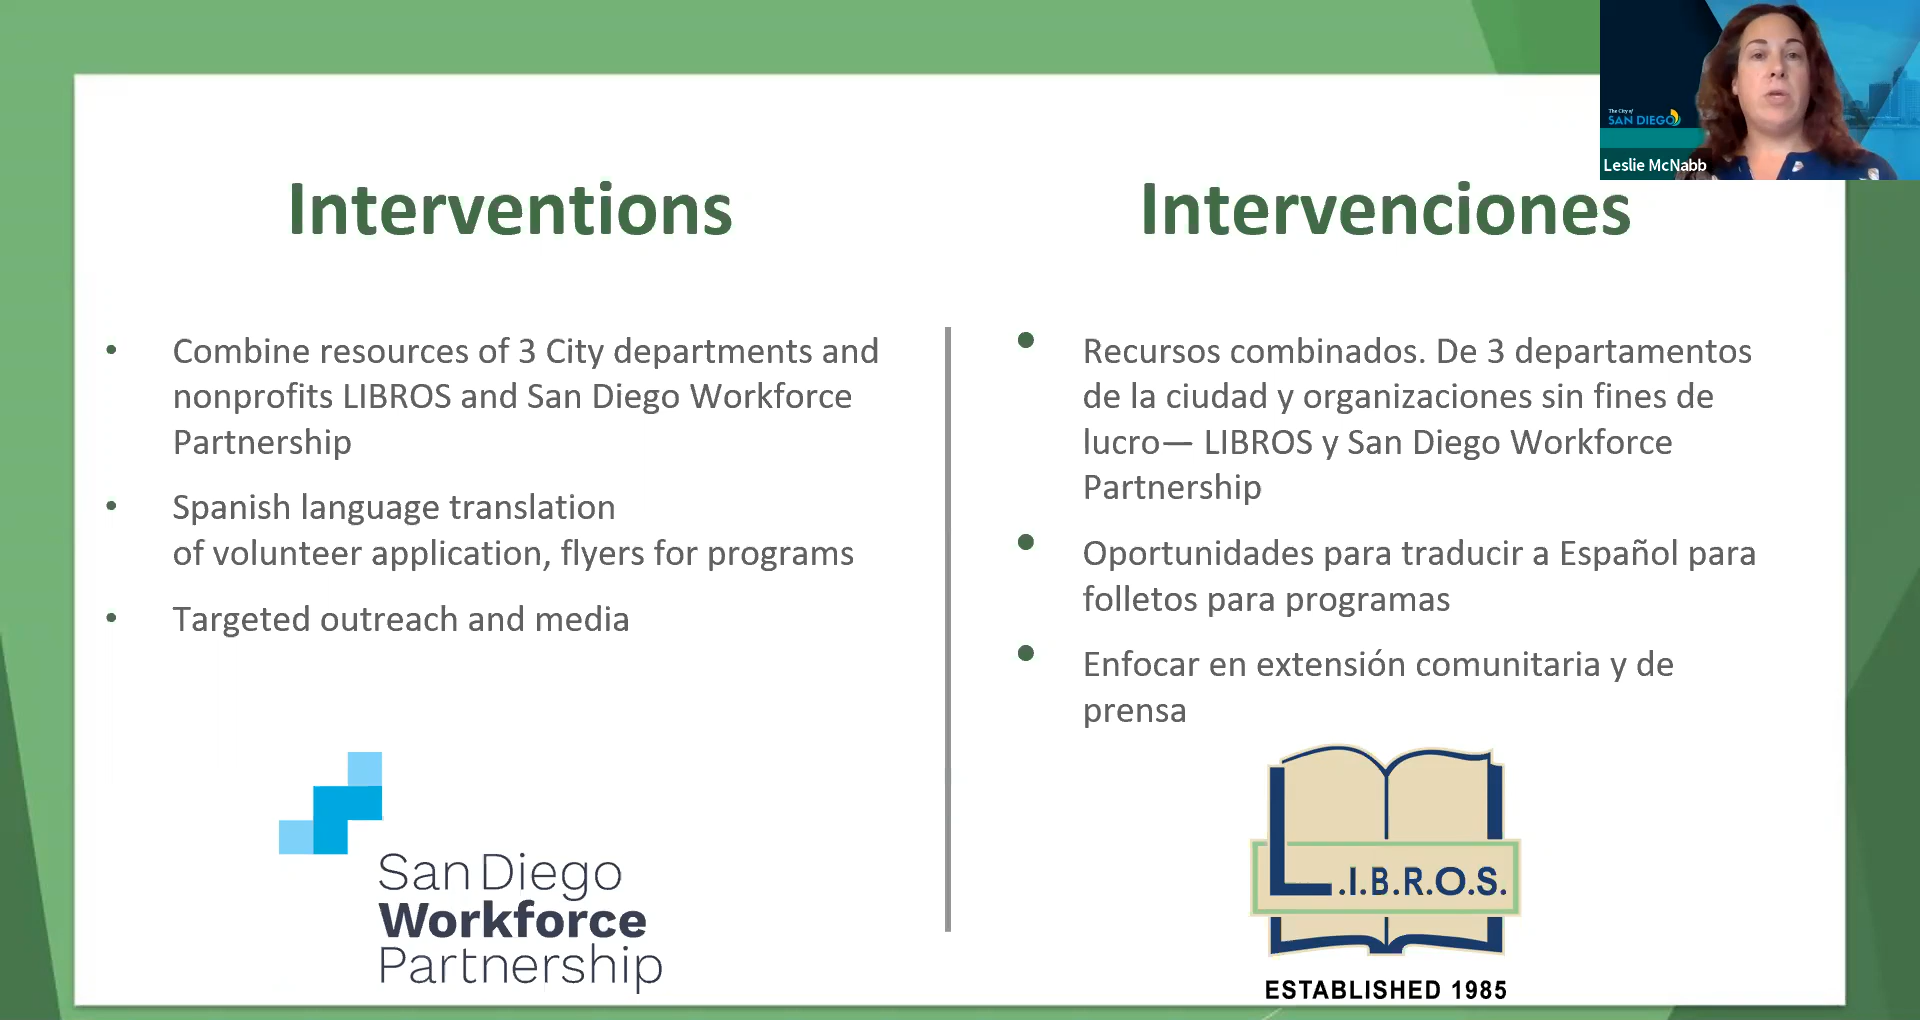 The City of
SAN DIEGO
Leslie McNabb
Interventions
• Combine resources of 3 City departments and
nonprofits LIBROS and San Diego Workforce
Partnership
• Spanish language translation
of volunteer application, flyers for programs
• Targeted outreach and media
San Diego
Workforce
Partnership
Intervenciones
• Recursos combinados. De 3 departamentos
de la ciudad y organizaciones sin fines de
lucro— LIBROS y San Diego Workforce
Partnership
• Oportunidades para traducir a Español para
folletos para programas
• Enfocar en extensión comunitaria y de
prensa
L.I.B.R.O.S.
ESTABLISHED 1985